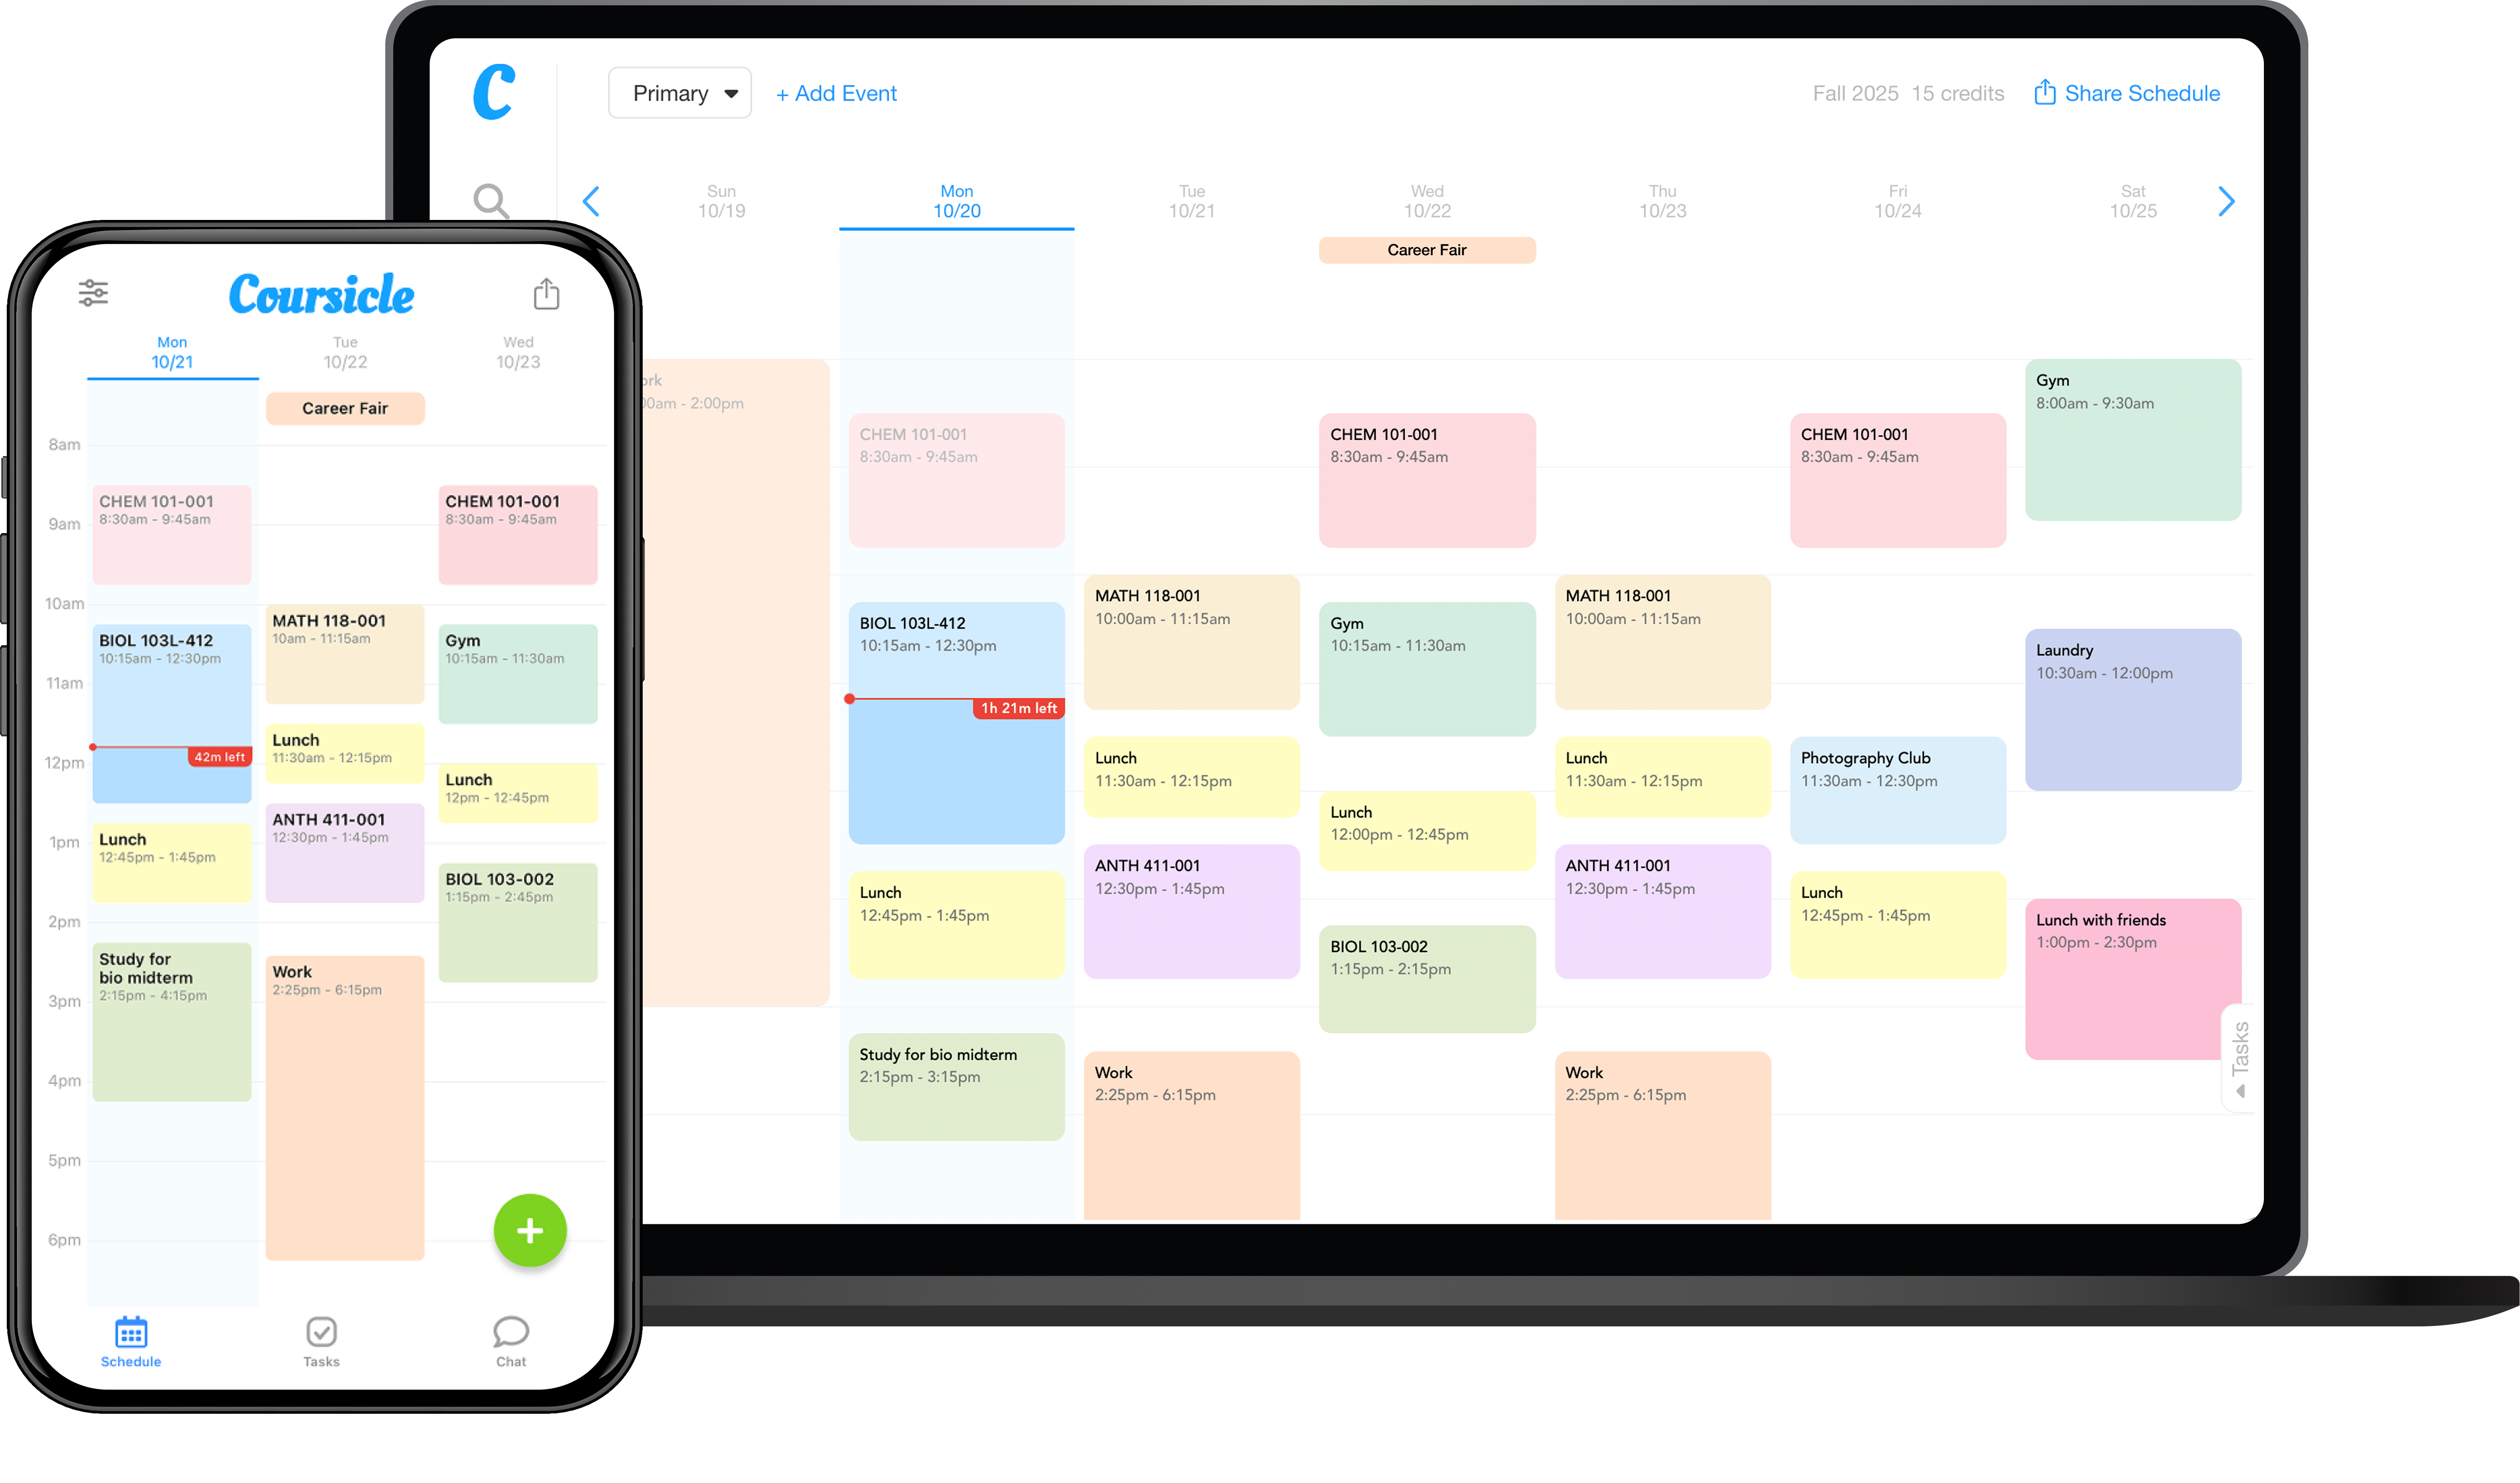 C
Primary
+ Add Event
Fall 2025 15 credits
Share Schedule
Sun
10/19
Mon
10/20
Tue
10/21
Wed
10/22
Thu
10/23
Fri
10/24
Sat
10/25
Career Fair
- 2:00pm
CHEM 101-001
8:30am - 9:45am
BIOL 103L-412
10:15am - 12:30pm
1h 21m left
Lunch
12:45pm - 1:45pm
Study for bio midterm
2:15pm - 3:15pm
MATH 118-001
10:00am - 11:15am
Lunch
11:30am - 12:15pm
ANTH 411-001
12:30pm - 1:45pm
Work
2:25pm - 6:15pm
CHEM 101-001
8:30am - 9:45am
Gym
10:15am - 11:30am
Lunch
12:00pm - 12:45pm
BIOL 103-002
1:15pm - 2:15pm
MATH 118-001
10:00am - 11:15am
Lunch
11:30am - 12:15pm
ANTH 411-001
12:30pm - 1:45pm
Work
2:25pm - 6:15pm
CHEM 101-001
8:30am - 9:45am
Photography Club
11:30am - 12:30pm
Lunch
12:45pm - 1:45pm
Gym
8:00am - 9:30am
Laundry
10:30am - 12:00pm
Lunch with friends
1:00pm - 2:30pm
Tasks
Coursicle
Mon
10/21
Tue
10/22
Wed
10/23
Career Fair
8am
9am
10am
11am
12pm
1pm
2pm
3pm
4pm
5pm
6pm
CHEM 101-001
8:30am - 9:45am
BIOL 103L-412
10:15am - 12:30pm
42m left
Lunch
12:45pm - 1:45pm
Study for
bio midterm
2:15pm - 4:15pm
MATH 118-001
10am - 11:15am
Lunch
11:30am - 12:15pm
ANTH 411-001
12:30pm - 1:45pm
Work
2:25pm - 6:15pm
CHEM 101-001
8:30am - 9:45am
Gym
10:15am - 11:30am
Lunch
12pm - 12:45pm
BIOL 103-002
1:15pm - 2:45pm
+
Schedule
Tasks
Chat